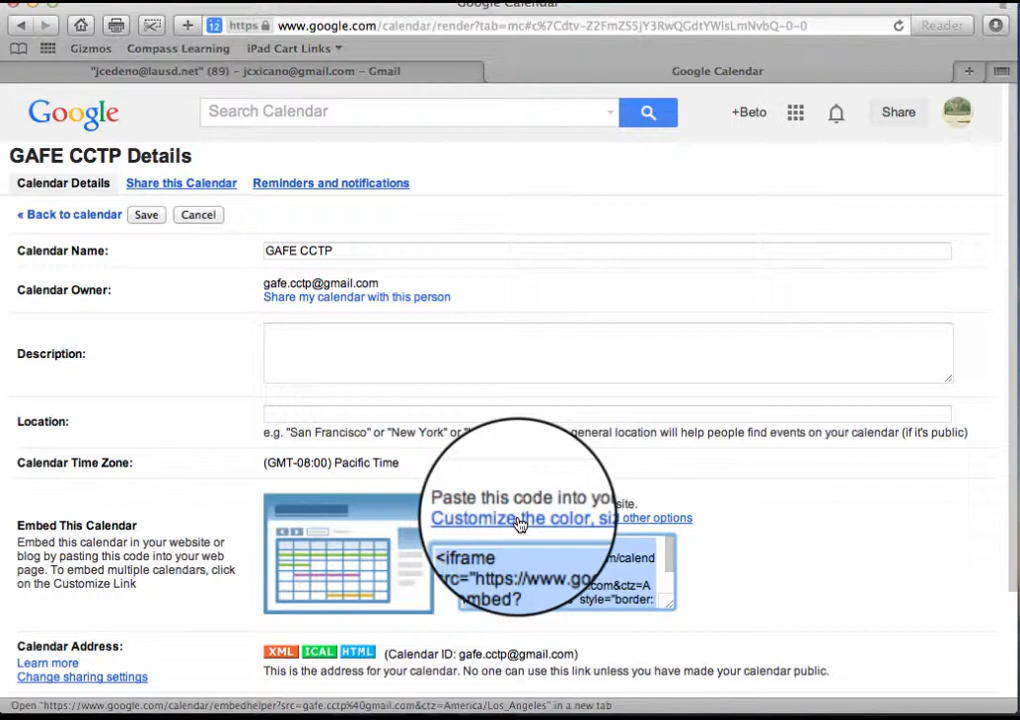 Google Calendar
12 https www.google.com/calendar/render?tab=mc#c%7Cdtv-Z2FmZS5jY3RwQGdtYWlsLmNvbQ-0-0 Reader
Gizmos Compass Learning iPad Cart Links
"jcedeno@lausd.net" (89) – jcxicano@gmail.com – Gmail Google Calendar
Google Search Calendar +Beto Share
GAFE CCTP Details
Calendar Details Share this Calendar Reminders and notifications
« Back to calendar Save Cancel
Calendar Name: GAFE CCTP
Calendar Owner: gafe.cctp@gmail.com
Share my calendar with this person
Description:
Location:
e.g. "San Francisco" or "New York" or general location will help people find events on your calendar (if it's public)
Calendar Time Zone: (GMT-08:00) Pacific Time
Embed This Calendar
Embed this calendar in your website or
blog by pasting this code into your web
page. To embed multiple calendars, click
on the Customize Link
Paste this code into yo site.
Customize the color, siz other options
<iframe m/calend
src="https://www.goo com&ctz=A
embed? style="border:
Calendar Address: XML ICAL HTML (Calendar ID: gafe.cctp@gmail.com)
Learn more This is the address for your calendar. No one can use this link unless you have made your calendar public.
Change sharing settings
Open "https://www.google.com/calendar/embedhelper?src=gafe.cctp%40gmail.com&ctz=America/Los_Angeles" in a new tab